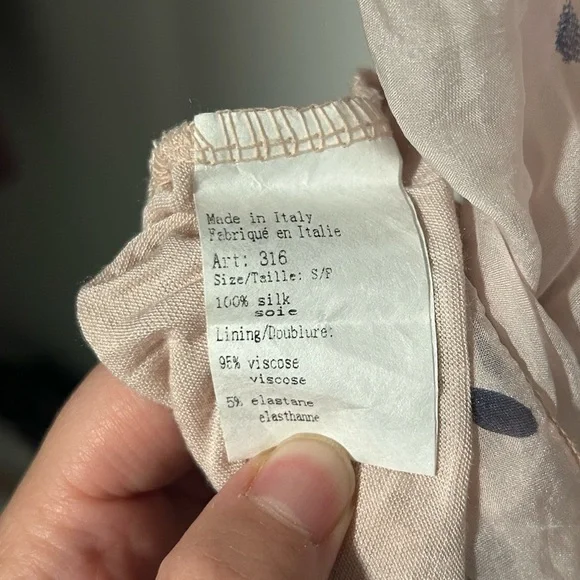 Made in Italy
Fabriqué en Italie
Art: 316
Size/Taille: S/P
100% silk
soie
Lining/Doublure:
95% viscose
viscose
5% elastane
elasthanne